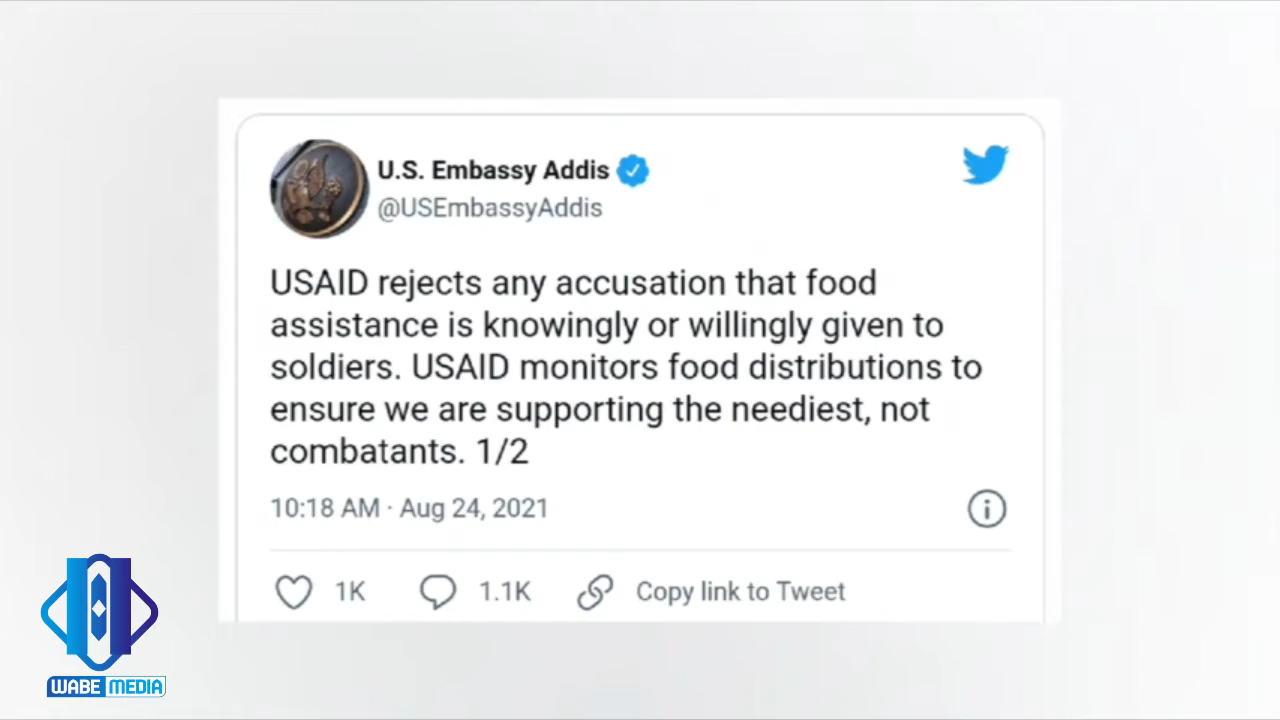 U.S. Embassy Addis
@USEmbassyAddis
USAID rejects any accusation that food
assistance is knowingly or willingly given to
soldiers. USAID monitors food distributions to
ensure we are supporting the neediest, not
combatants. 1/2
10:18 AM · Aug 24, 2021
1K 1.1K Copy link to Tweet
WABE MEDIA